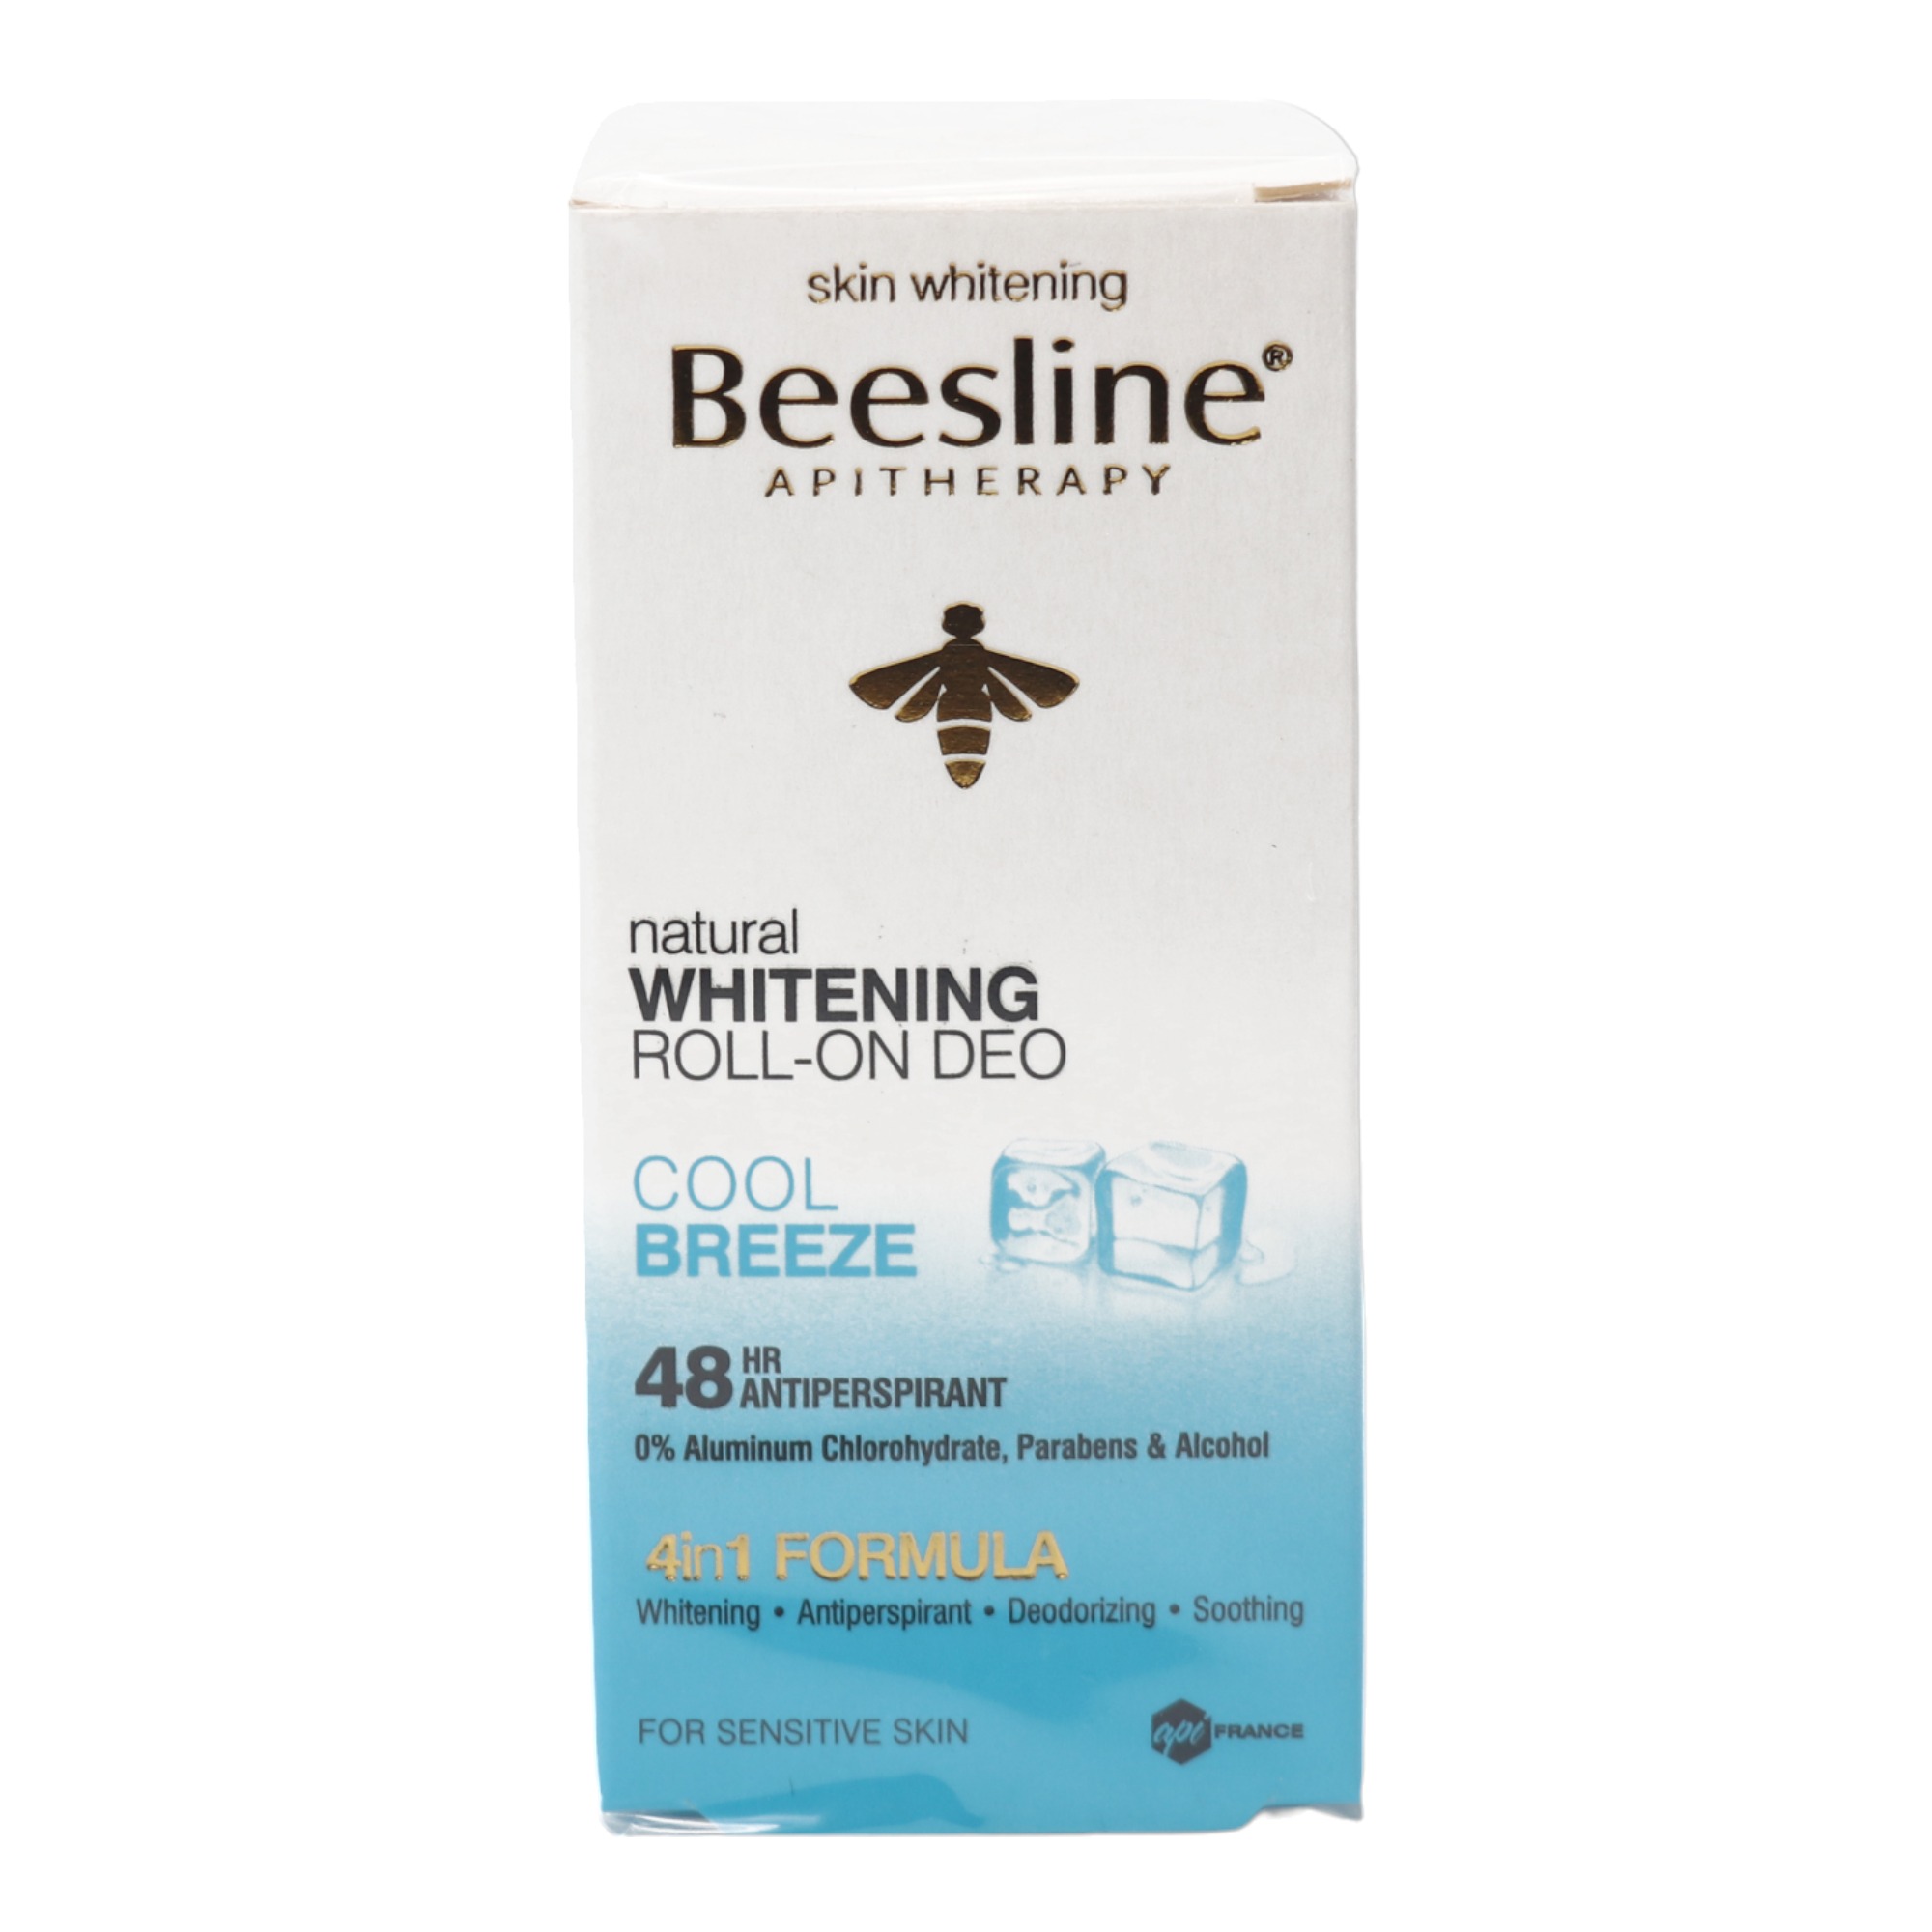 skin whitening
Beesline®
APITHERAPY
natural
WHITENING
ROLL-ON DEO
COOL
BREEZE
48 HR
ANTIPERSPIRANT
0% Aluminum Chlorohydrate, Parabens & Alcohol
4in1 FORMULA
Whitening • Antiperspirant • Deodorizing • Soothing
FOR SENSITIVE SKIN
api FRANCE